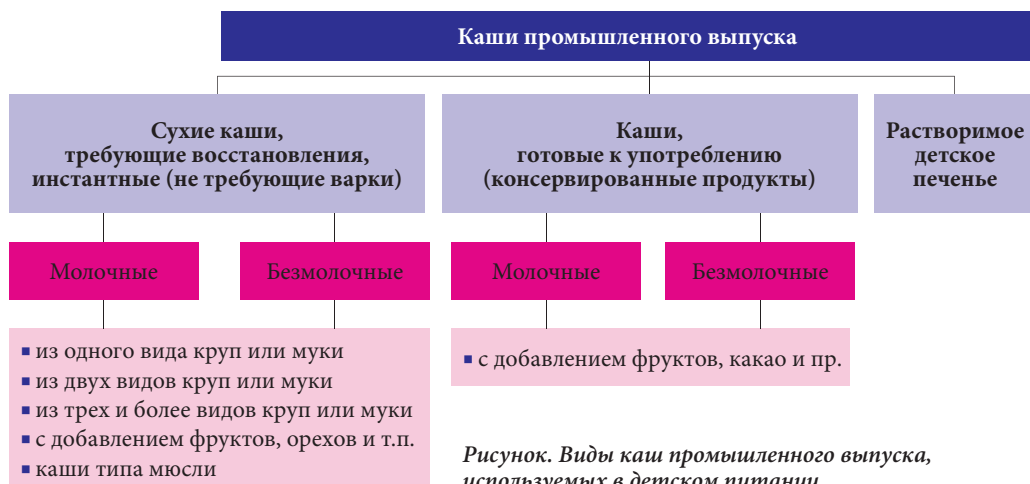 Каши промышленного выпуска
Сухие каши,
требующие восстановления,
инстантные (не требующие варки)
Каши,
готовые к употреблению
(консервированные продукты)
Растворимое
детское
печенье
Молочные
Безмолочные
Молочные
Безмолочные
▪ из одного вида круп или муки
▪ из двух видов круп или муки
▪ из трех и более видов круп или муки
▪ с добавлением фруктов, орехов и т.п.
▪ каши типа мюсли
▪ с добавлением фруктов, какао и пр.
Рисунок. Виды каш промышленного выпуска,
используемых в детском питании